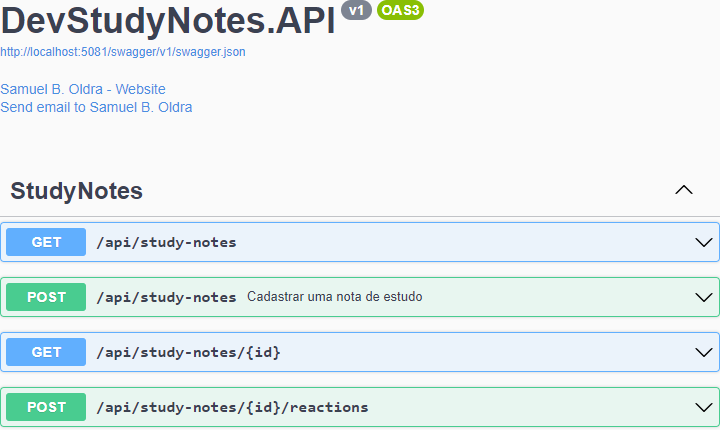 DevStudyNotes.API v1 OAS3
http://localhost:5081/swagger/v1/swagger.json
Samuel B. Oldra - Website
Send email to Samuel B. Oldra
StudyNotes
GET /api/study-notes
POST /api/study-notes Cadastrar uma nota de estudo
GET /api/study-notes/{id}
POST /api/study-notes/{id}/reactions